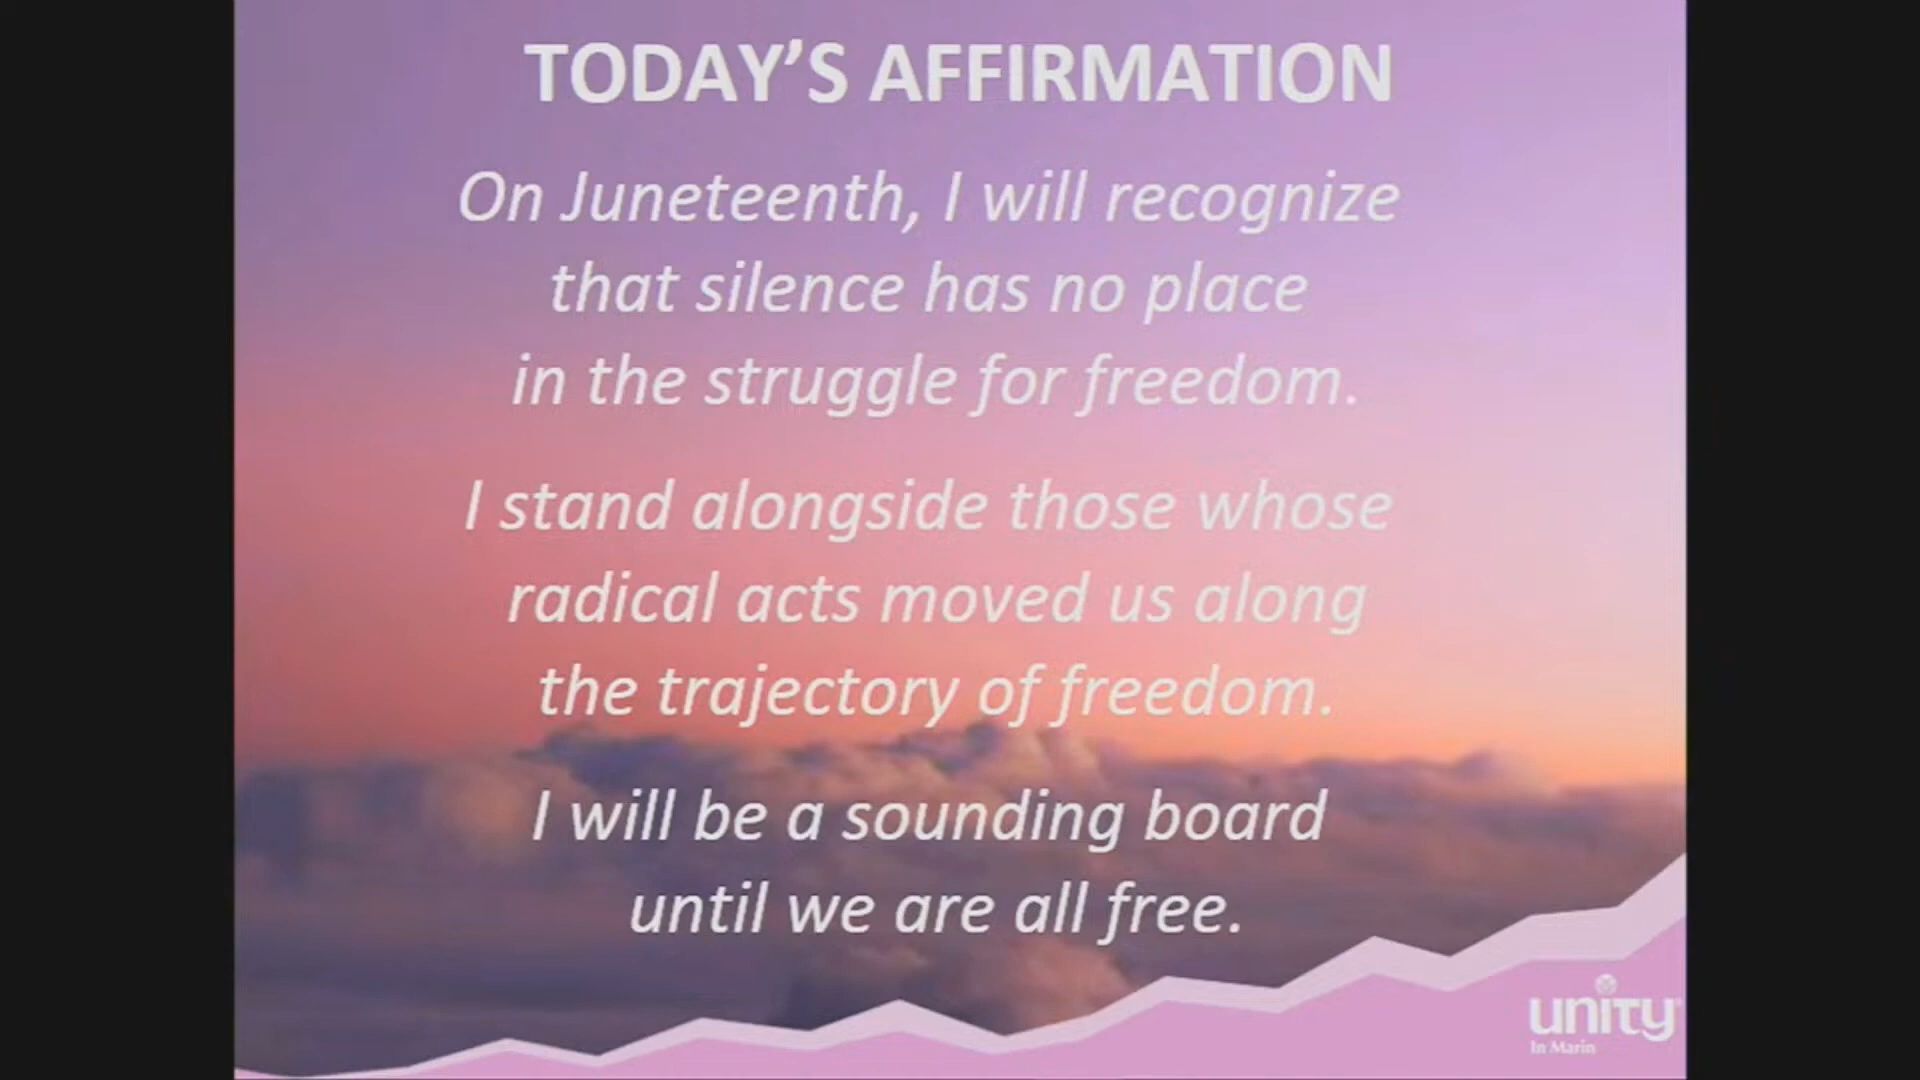 TODAY’S AFFIRMATION
On Juneteenth, I will recognize
that silence has no place
in the struggle for freedom.
I stand alongside those whose
radical acts moved us along
the trajectory of freedom.
I will be a sounding board
until we are all free.
unity
In Marin